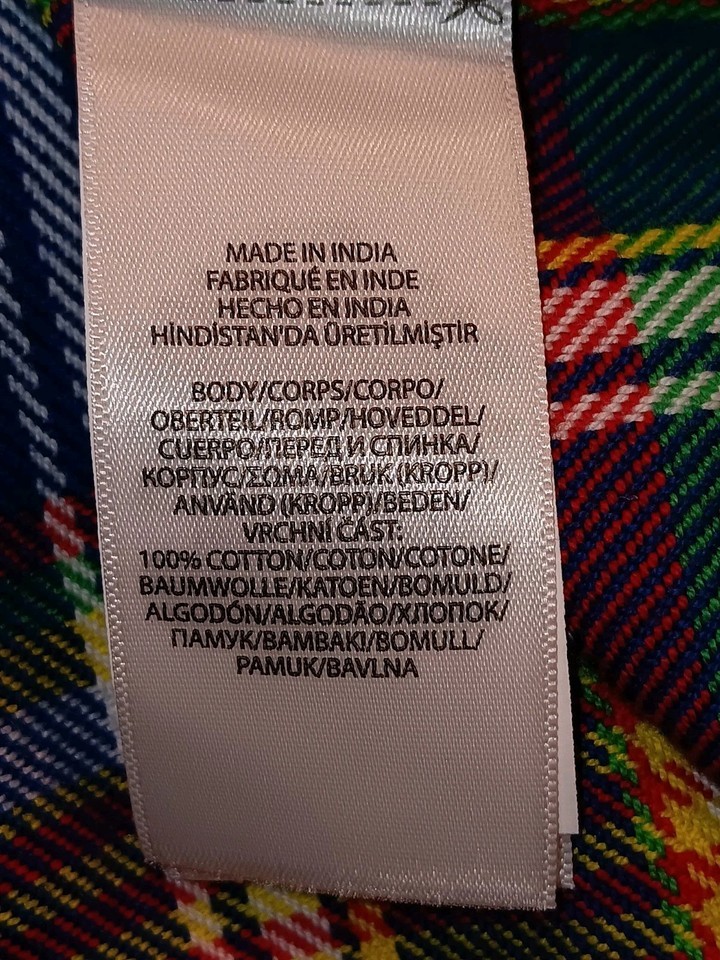 MADE IN INDIA
FABRIQUÉ EN INDE
HECHO EN INDIA
HİNDİSTAN'DA ÜRETİLMİŞTİR
BODY/CORPS/CORPO/
OBERTEIL/ROMP/HOVEDDEL/
CUERPO/ПЕРЕД И СПИНКА/
КОРПУС/ΣΩΜΑ/BRUK (KROPP)/
ANVÄND (KROPP)/BEDEN/
VRCHNÍ ČÁST:
100% COTTON/COTON/COTONE/
BAUMWOLLE/KATOEN/BOMULD/
ALGODÓN/ALGODÃO/ХЛОПОК/
ПАМУК/ΒΑΜΒΑΚΙ/BOMULL/
PAMUK/BAVLNA